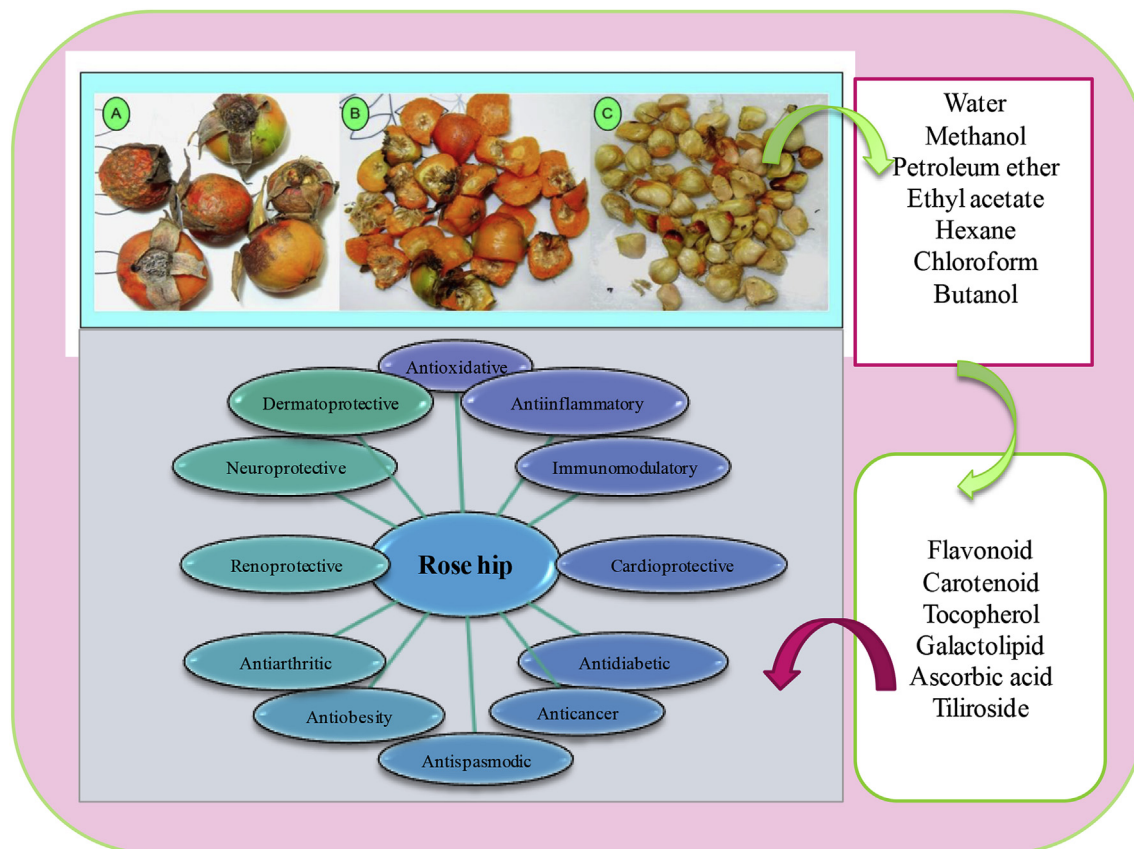 A
B
C
Water
Methanol
Petroleum ether
Ethyl acetate
Hexane
Chloroform
Butanol
Antioxidative
Dermatoprotective
Antiinflammatory
Neuroprotective
Immunomodulatory
Renoprotective
Rose hip
Cardioprotective
Antiarthritic
Antidiabetic
Antiobesity
Anticancer
Antispasmodic
Flavonoid
Carotenoid
Tocopherol
Galactolipid
Ascorbic acid
Tiliroside